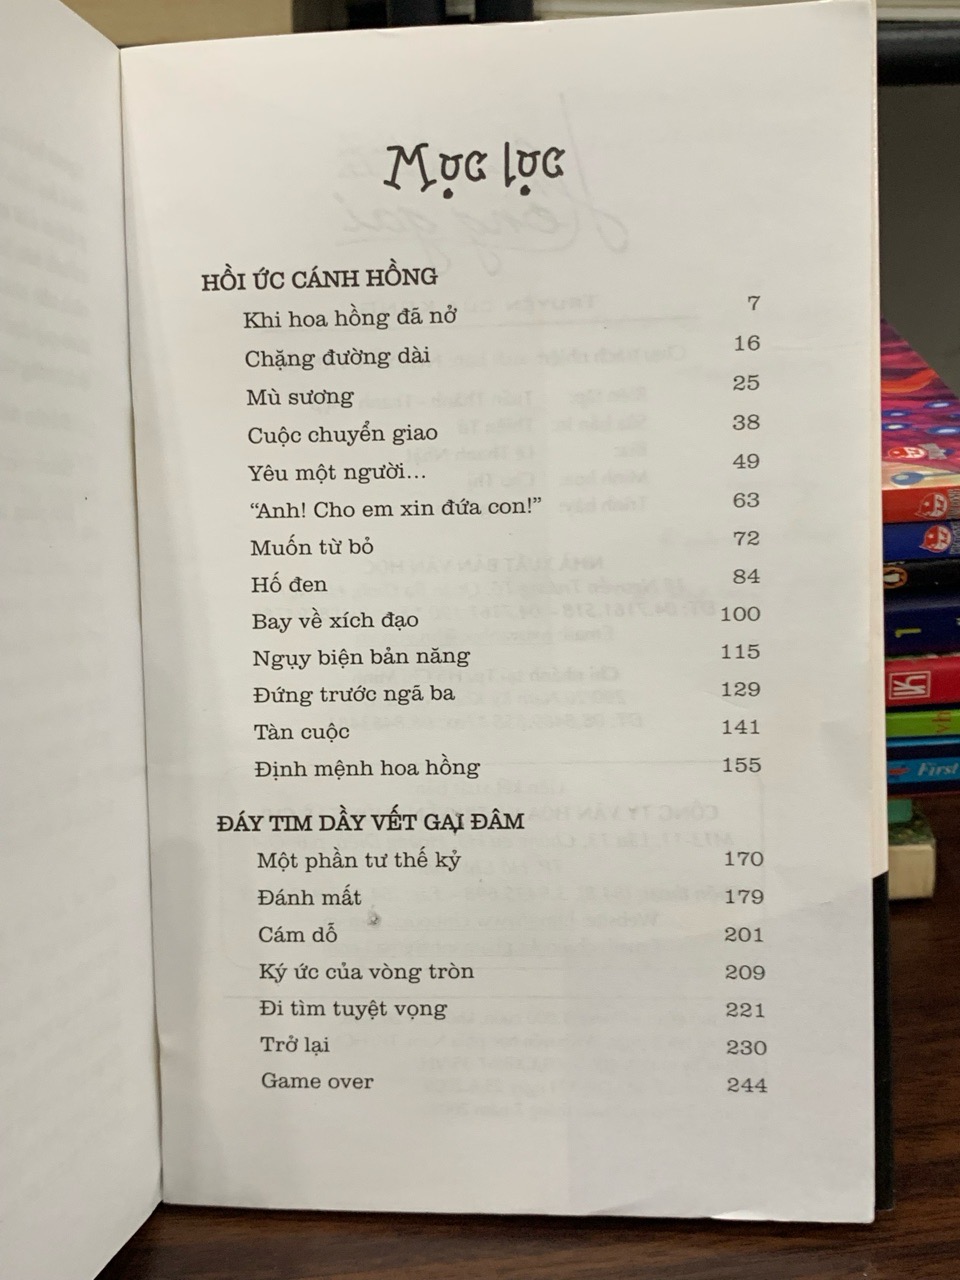 Mục lục
HỒI ỨC CÁNH HỒNG
Khi hoa hồng đã nở 7
Chặng đường dài 16
Mù sương 25
Cuộc chuyển giao 38
Yêu một người... 49
“Anh! Cho em xin đứa con!” 63
Muốn từ bỏ 72
Hố đen 84
Bay về xích đạo 100
Ngụy biện bản năng 115
Đứng trước ngã ba 129
Tàn cuộc 141
Định mệnh hoa hồng 155
ĐÁY TIM DẦY VẾT GAI ĐÂM
Một phần tư thế kỷ 170
Đánh mất 179
Cám dỗ 201
Ký ức của vòng tròn 209
Đi tìm tuyệt vọng 221
Trở lại 230
Game over 244
First